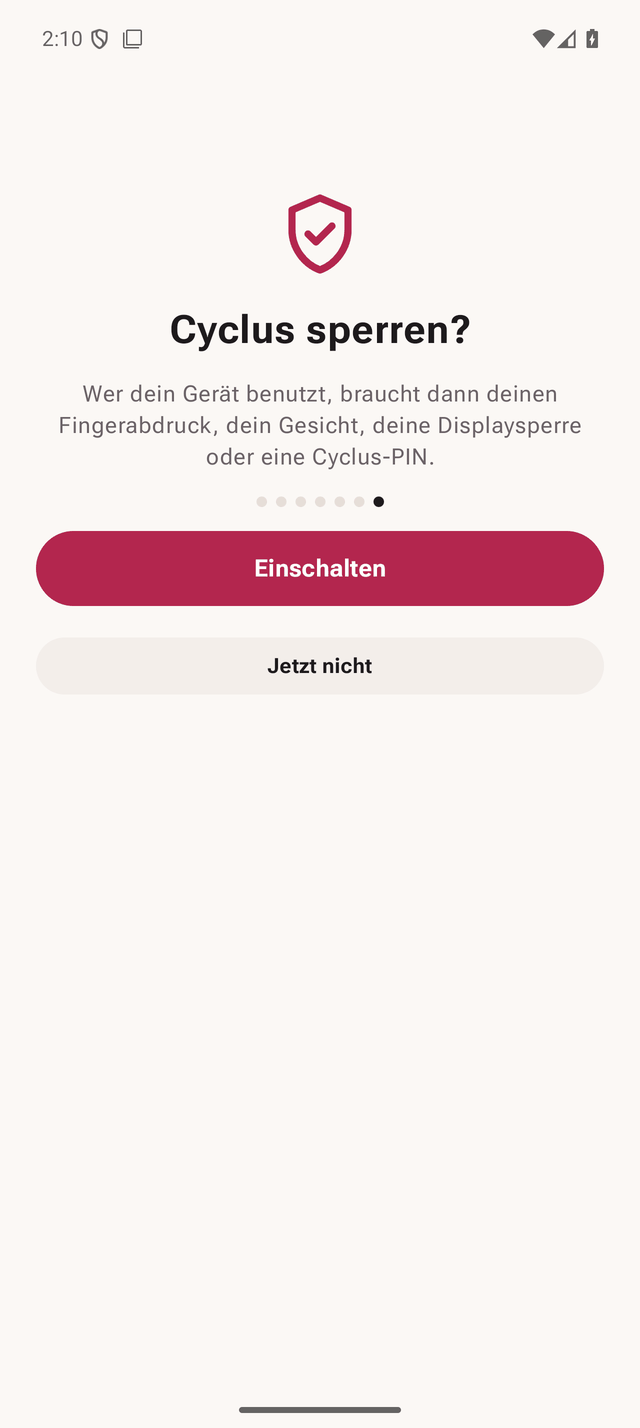 2:10
Cyclus sperren?
Wer dein Gerät benutzt, braucht dann deinen
Fingerabdruck, dein Gesicht, deine Displaysperre
oder eine Cyclus-PIN.
Einschalten
Jetzt nicht